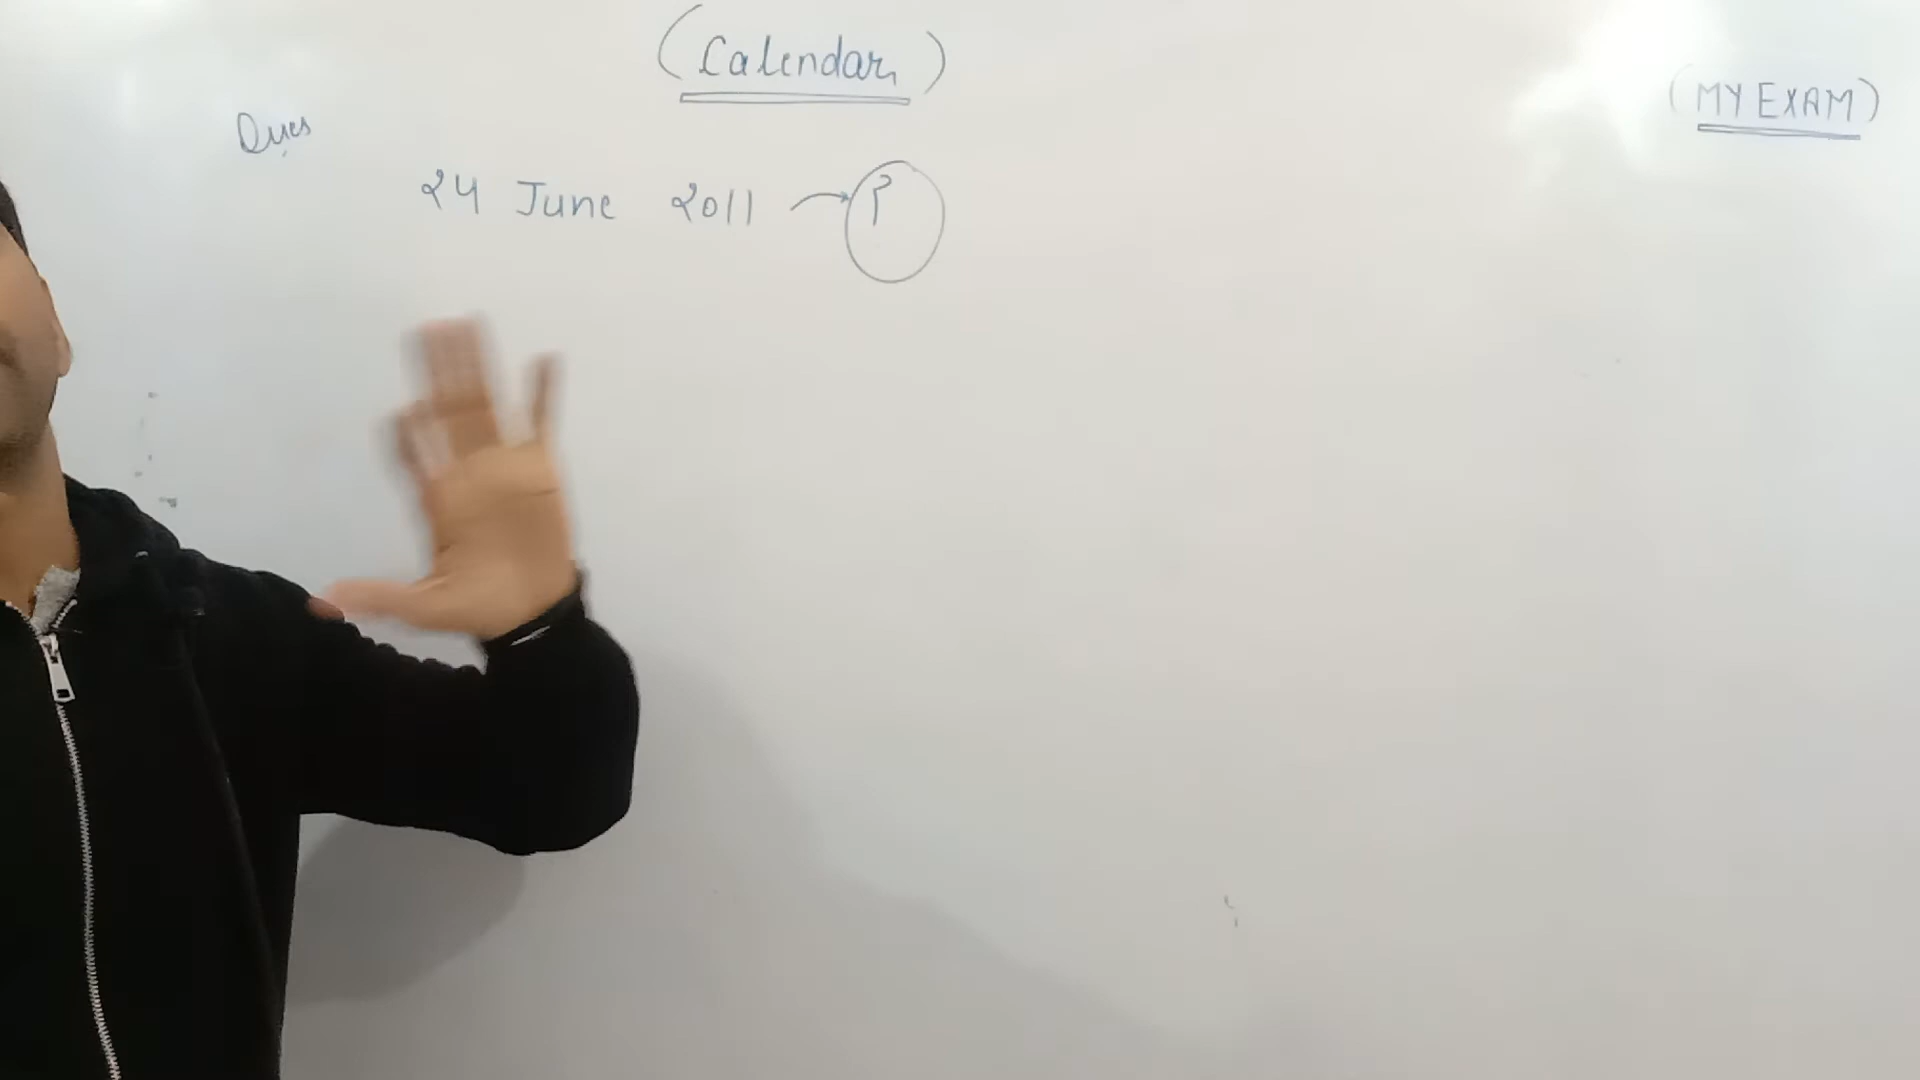 (Calendar)
(MY EXAM)
Ques
24 June 2011 → ?